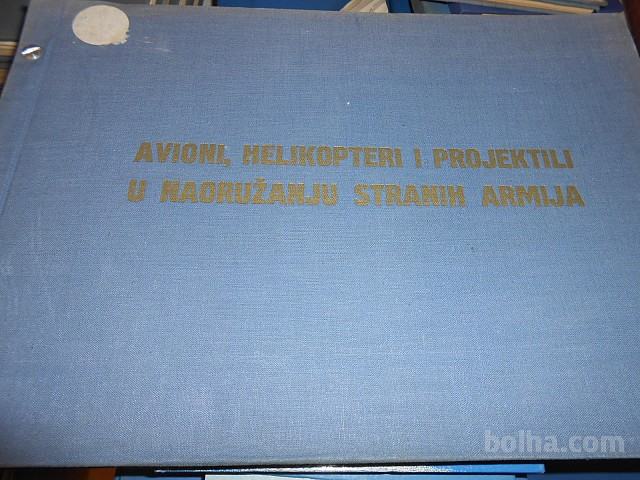 AVIONI, HELIKOPTERI I PROJEKTILI
U NAORUŽANJU STRANIH ARMIJA
bolha.com